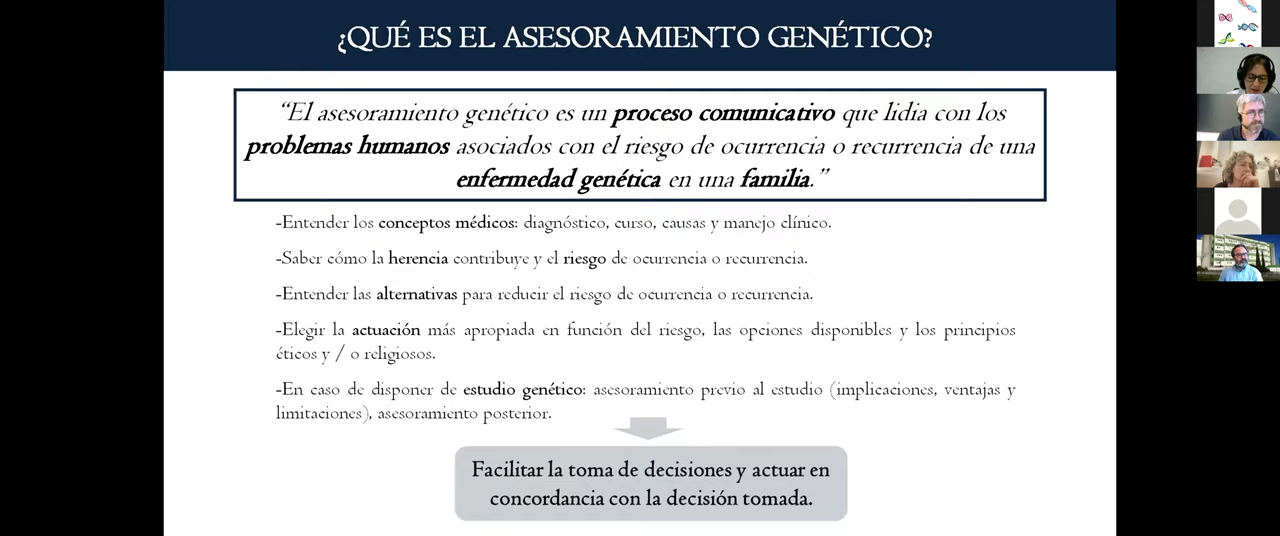 ¿QUÉ ES EL ASESORAMIENTO GENÉTICO?
“El asesoramiento genético es un proceso comunicativo que lidia con los
problemas humanos asociados con el riesgo de ocurrencia o recurrencia de una
enfermedad genética en una familia.”
-Entender los conceptos médicos: diagnóstico, curso, causas y manejo clínico.
-Saber cómo la herencia contribuye y el riesgo de ocurrencia o recurrencia.
-Entender las alternativas para reducir el riesgo de ocurrencia o recurrencia.
-Elegir la actuación más apropiada en función del riesgo, las opciones disponibles y los principios
éticos y / o religiosos.
-En caso de disponer de estudio genético: asesoramiento previo al estudio (implicaciones, ventajas y
limitaciones), asesoramiento posterior.
Facilitar la toma de decisiones y actuar en
concordancia con la decisión tomada.